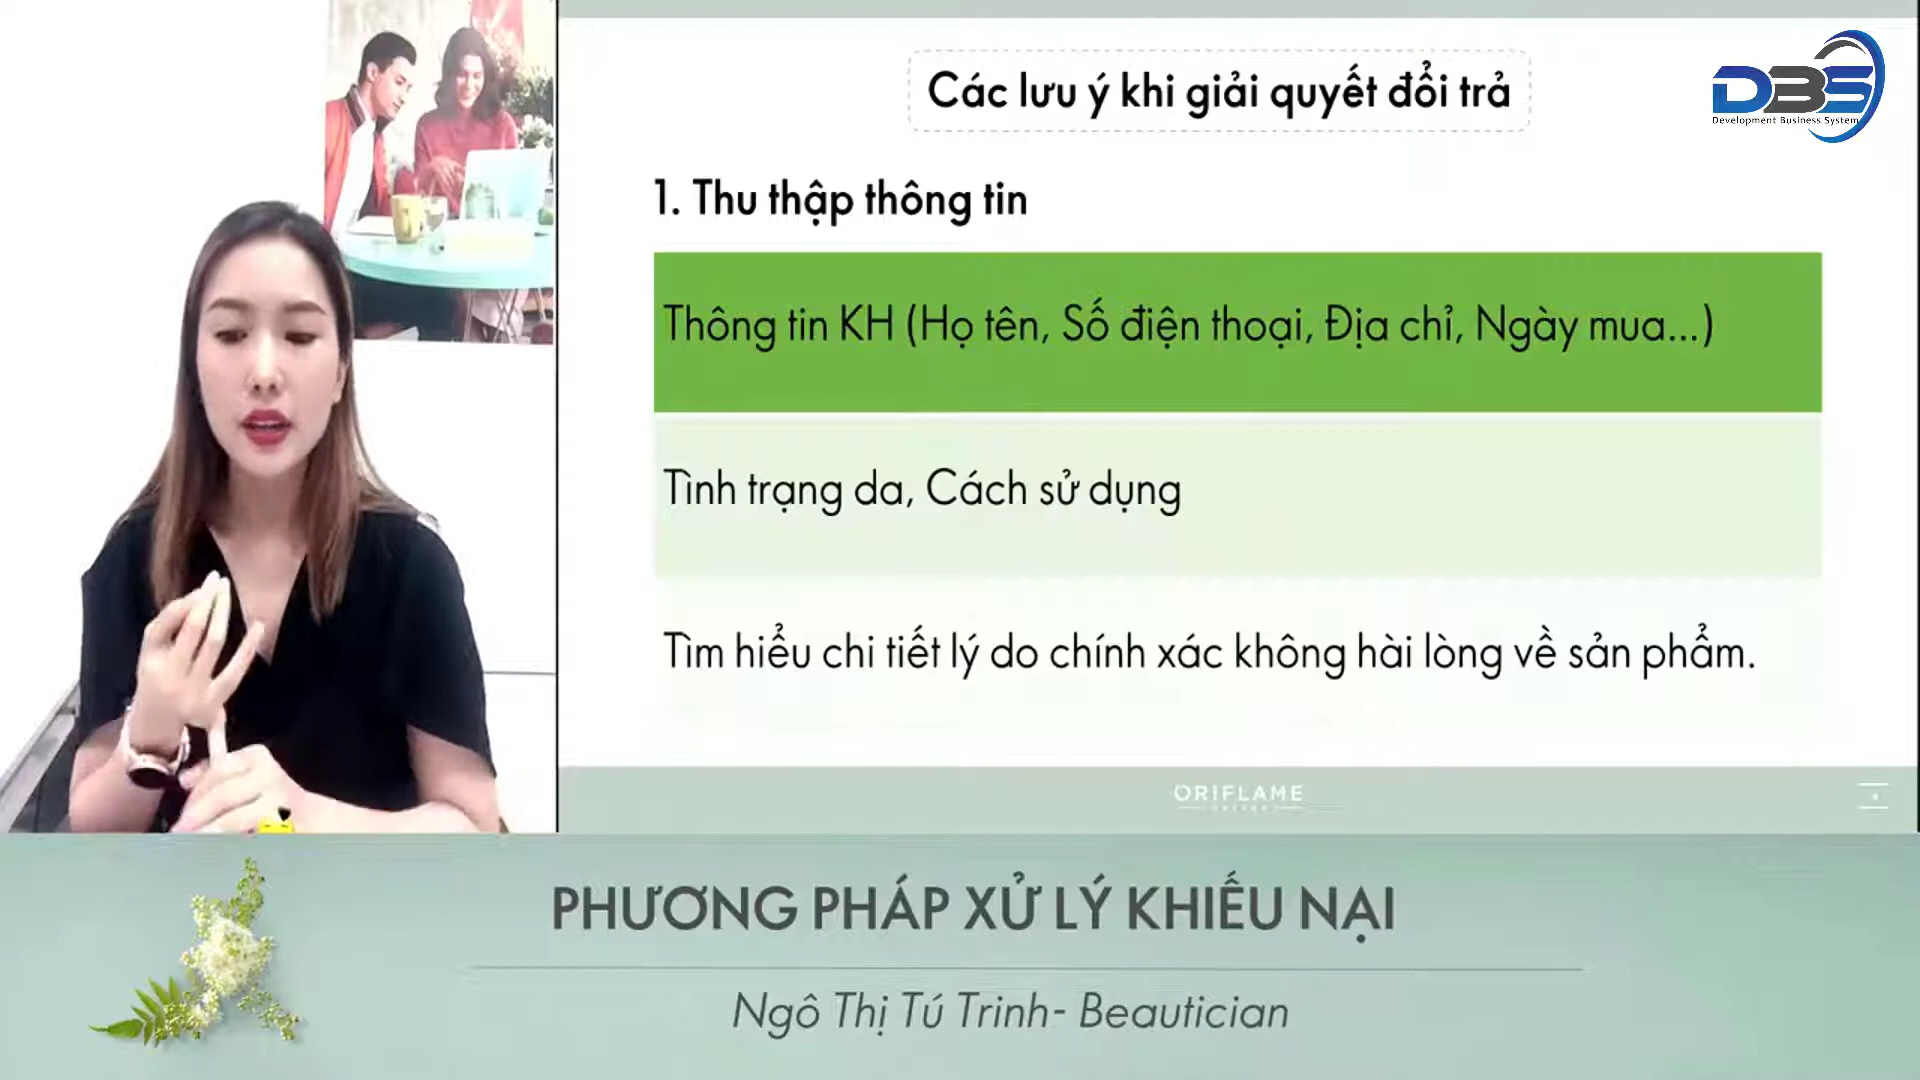 Các lưu ý khi giải quyết đổi trả
DBS
Development Business System
1. Thu thập thông tin
Thông tin KH (Họ tên, Số điện thoại, Địa chỉ, Ngày mua...)
Tình trạng da, Cách sử dụng
Tìm hiểu chi tiết lý do chính xác không hài lòng về sản phẩm.
ORIFLAME
PHƯƠNG PHÁP XỬ LÝ KHIẾU NẠI
Ngô Thị Tú Trinh- Beautician